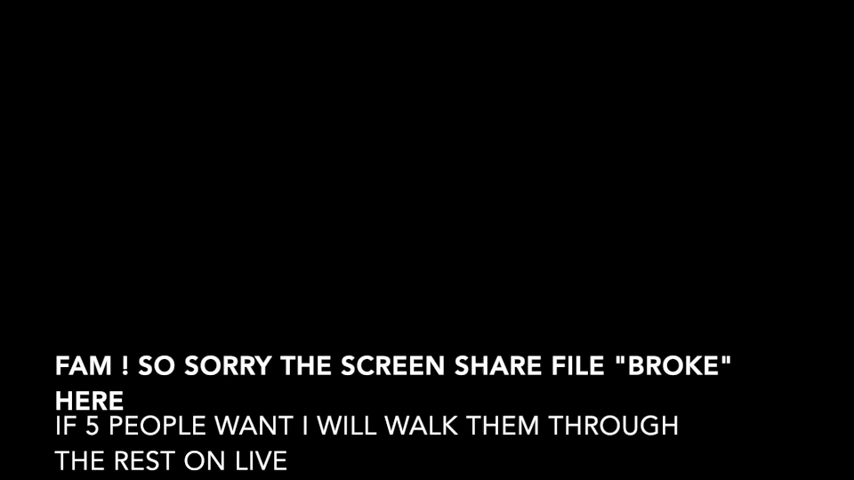 FAM ! SO SORRY THE SCREEN SHARE FILE "BROKE"
HERE
IF 5 PEOPLE WANT I WILL WALK THEM THROUGH
THE REST ON LIVE